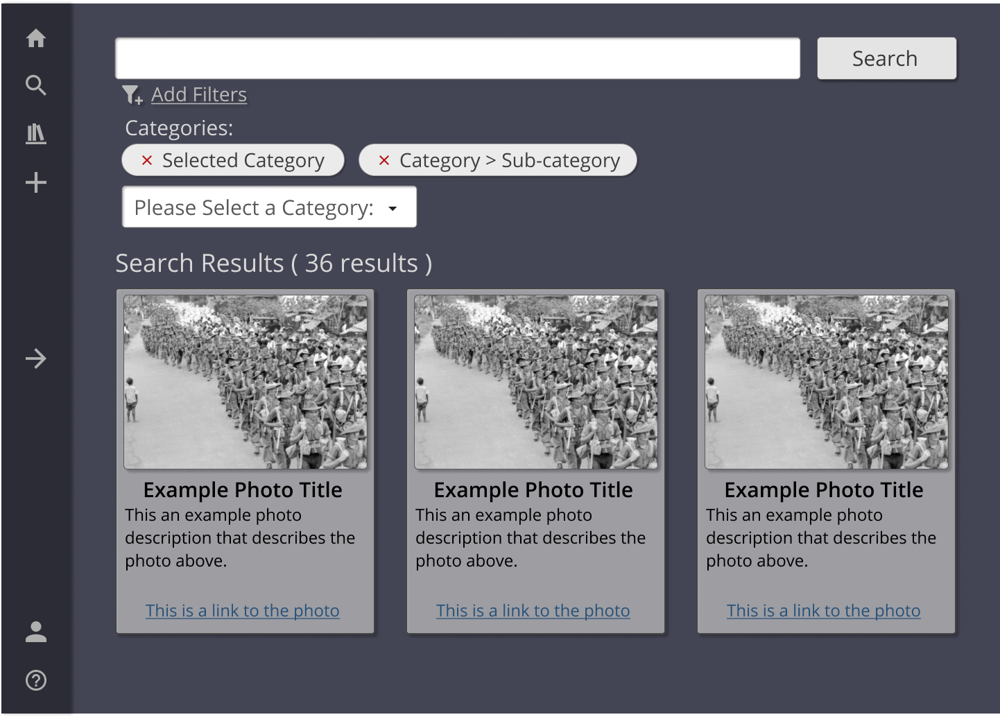 Search
Add Filters
Categories:
× Selected Category
× Category > Sub-category
Please Select a Category:
Search Results ( 36 results )
Example Photo Title
This an example photo
description that describes the
photo above.
This is a link to the photo
Example Photo Title
This an example photo
description that describes the
photo above.
This is a link to the photo
Example Photo Title
This an example photo
description that describes the
photo above.
This is a link to the photo